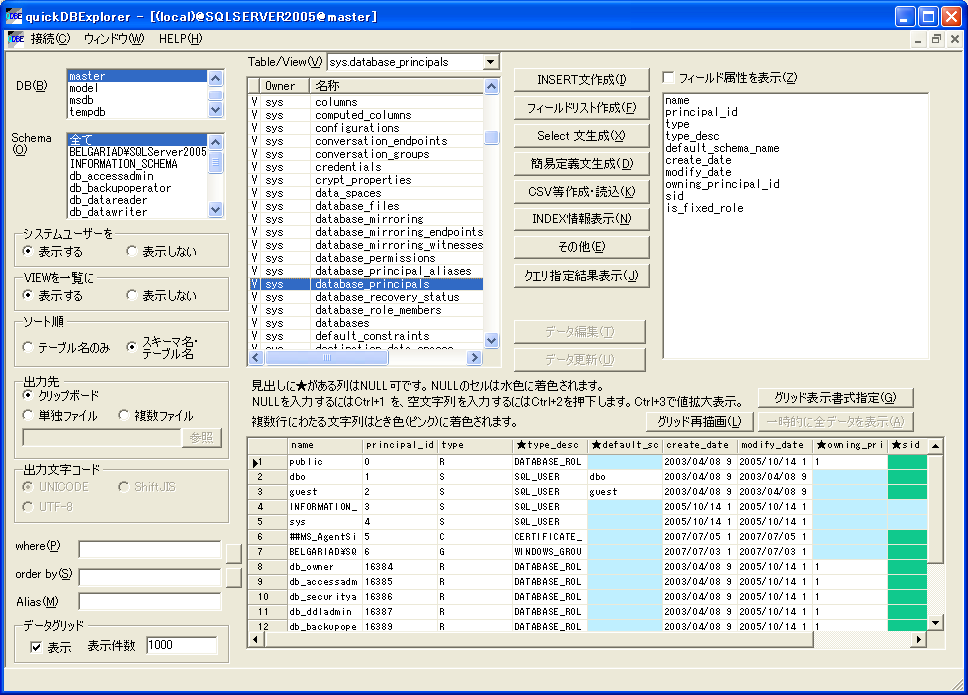 quickDBExplorer - [(local)@SQLSERVER2005@master]
接続(C) ウィンドウ(W) HELP(H)
DB(B)
master
model
msdb
tempdb
Schema
(O)
全て
BELGARIAD¥SQLServer2005
INFORMATION_SCHEMA
db_accessadmin
db_backupoperator
db_datareader
db_datawriter
システムユーザーを
表示する 表示しない
VIEWを一覧に
表示する 表示しない
ソート順
テーブル名のみ スキーマ名・テーブル名
出力先
クリップボード
単独ファイル 複数ファイル
参照
出力文字コード
UNICODE ShiftJIS
UTF-8
where(P)
order by(S)
Alias(M)
データグリッド
表示 表示件数 1000
Table/View(V) sys.database_principals
Owner 名称
V sys columns
V sys computed_columns
V sys configurations
V sys conversation_endpoints
V sys conversation_groups
V sys credentials
V sys crypt_properties
V sys data_spaces
V sys database_files
V sys database_mirroring
V sys database_mirroring_endpoints
V sys database_mirroring_witnesses
V sys database_permissions
V sys database_principal_aliases
V sys database_principals
V sys database_recovery_status
V sys database_role_members
V sys databases
V sys default_constraints
V sys destination_data_spaces
INSERT文作成(I)
フィールドリスト作成(F)
Select 文生成(X)
簡易定義文生成(D)
CSV等作成・読込(K)
INDEX情報表示(N)
その他(E)
クエリ指定結果表示(J)
データ編集(T)
データ更新(U)
フィールド属性を表示(Z)
name
principal_id
type
type_desc
default_schema_name
create_date
modify_date
owning_principal_id
sid
is_fixed_role
見出しに★がある列はNULL可です。NULLのセルは水色に着色されます。
NULLを入力するにはCtrl+1 を、空文字列を入力するにはCtrl+2を押下します。Ctrl+3で値拡大表示。
複数行にわたる文字列はとき色(ピンク)に着色されます。
グリッド表示書式指定(G)
グリッド再描画(L) 一時的に全データを表示(A)
name principal_id type ★type_desc ★default_sc create_date modify_date ★owning_pri ★sid
1 public 0 R DATABASE_ROL 2003/04/08 9 2005/10/14 1 1
2 dbo 1 S SQL_USER dbo 2003/04/08 9 2003/04/08 9
3 guest 2 S SQL_USER guest 2003/04/08 9 2003/04/08 9
4 INFORMATION_ 3 S SQL_USER 2005/10/14 1 2005/10/14 1
5 sys 4 S SQL_USER 2005/10/14 1 2005/10/14 1
6 ##MS_AgentSi 5 C CERTIFICATE_ 2007/07/05 1 2007/07/05 1
7 BELGARIAD¥SQ 6 G WINDOWS_GROU 2007/07/03 1 2007/07/03 1
8 db_owner 16384 R DATABASE_ROL 2003/04/08 9 2005/10/14 1 1
9 db_accessadm 16385 R DATABASE_ROL 2003/04/08 9 2005/10/14 1 1
10 db_securitya 16386 R DATABASE_ROL 2003/04/08 9 2005/10/14 1 1
11 db_ddladmin 16387 R DATABASE_ROL 2003/04/08 9 2005/10/14 1 1
12 db_backupope 16389 R DATABASE_ROL 2003/04/08 9 2005/10/14 1 1